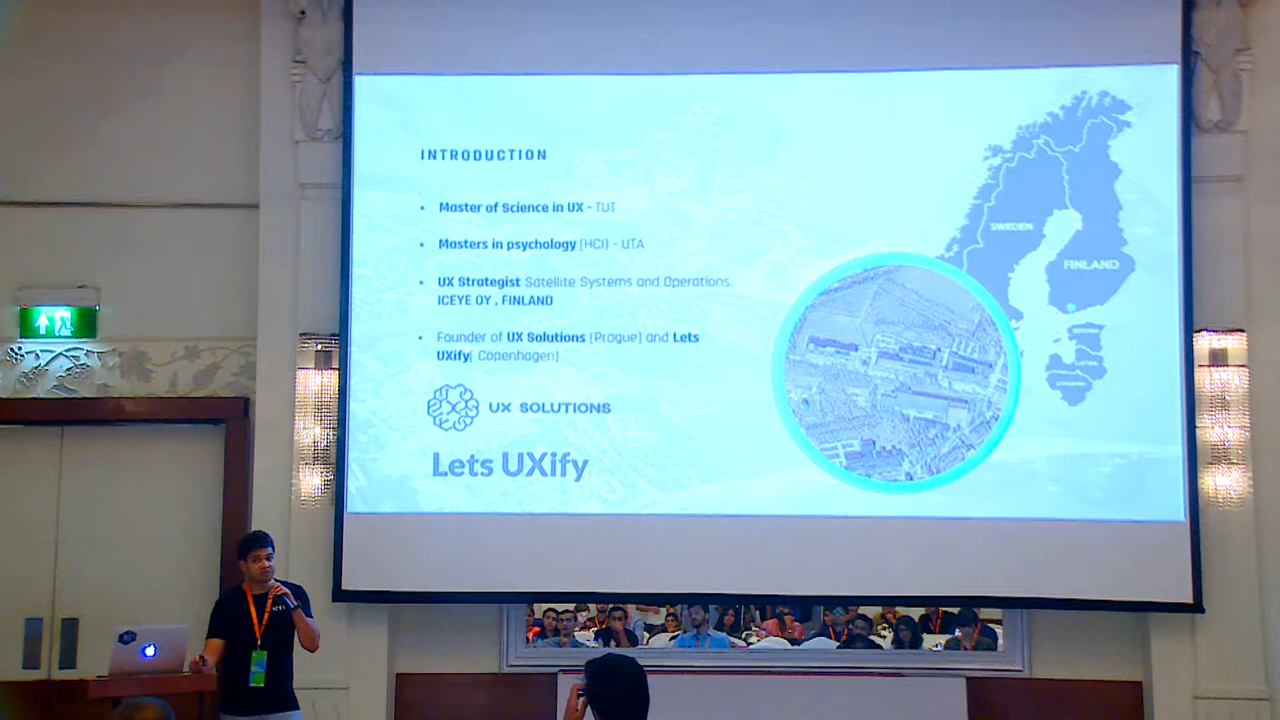 INTRODUCTION
• Master of Science in UX - TUT
• Masters in psychology (HCI) - UTA
• UX Strategist Satellite Systems and Operations.
ICEYE OY , FINLAND
• Founder of UX Solutions (Prague) and Lets
UXify( Copenhagen)
UX SOLUTIONS
Lets UXify
SWEDEN
FINLAND